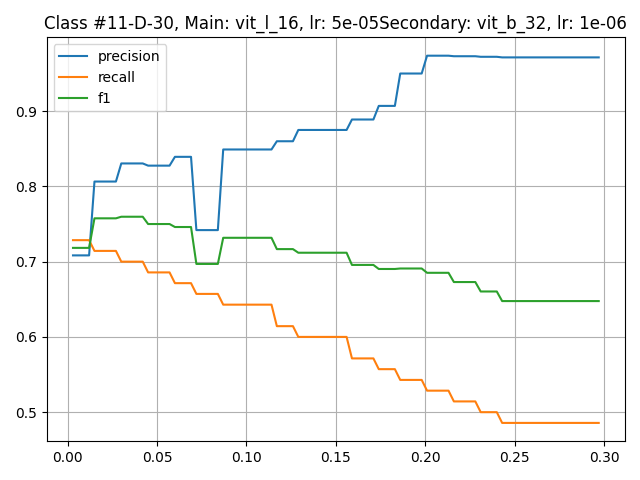 Class #11-D-30, Main: vit_l_16, lr: 5e-05Secondary: vit_b_32, lr: 1e-06
precision
recall
f1
0.9
0.8
0.7
0.6
0.5
0.00 0.05 0.10 0.15 0.20 0.25 0.30